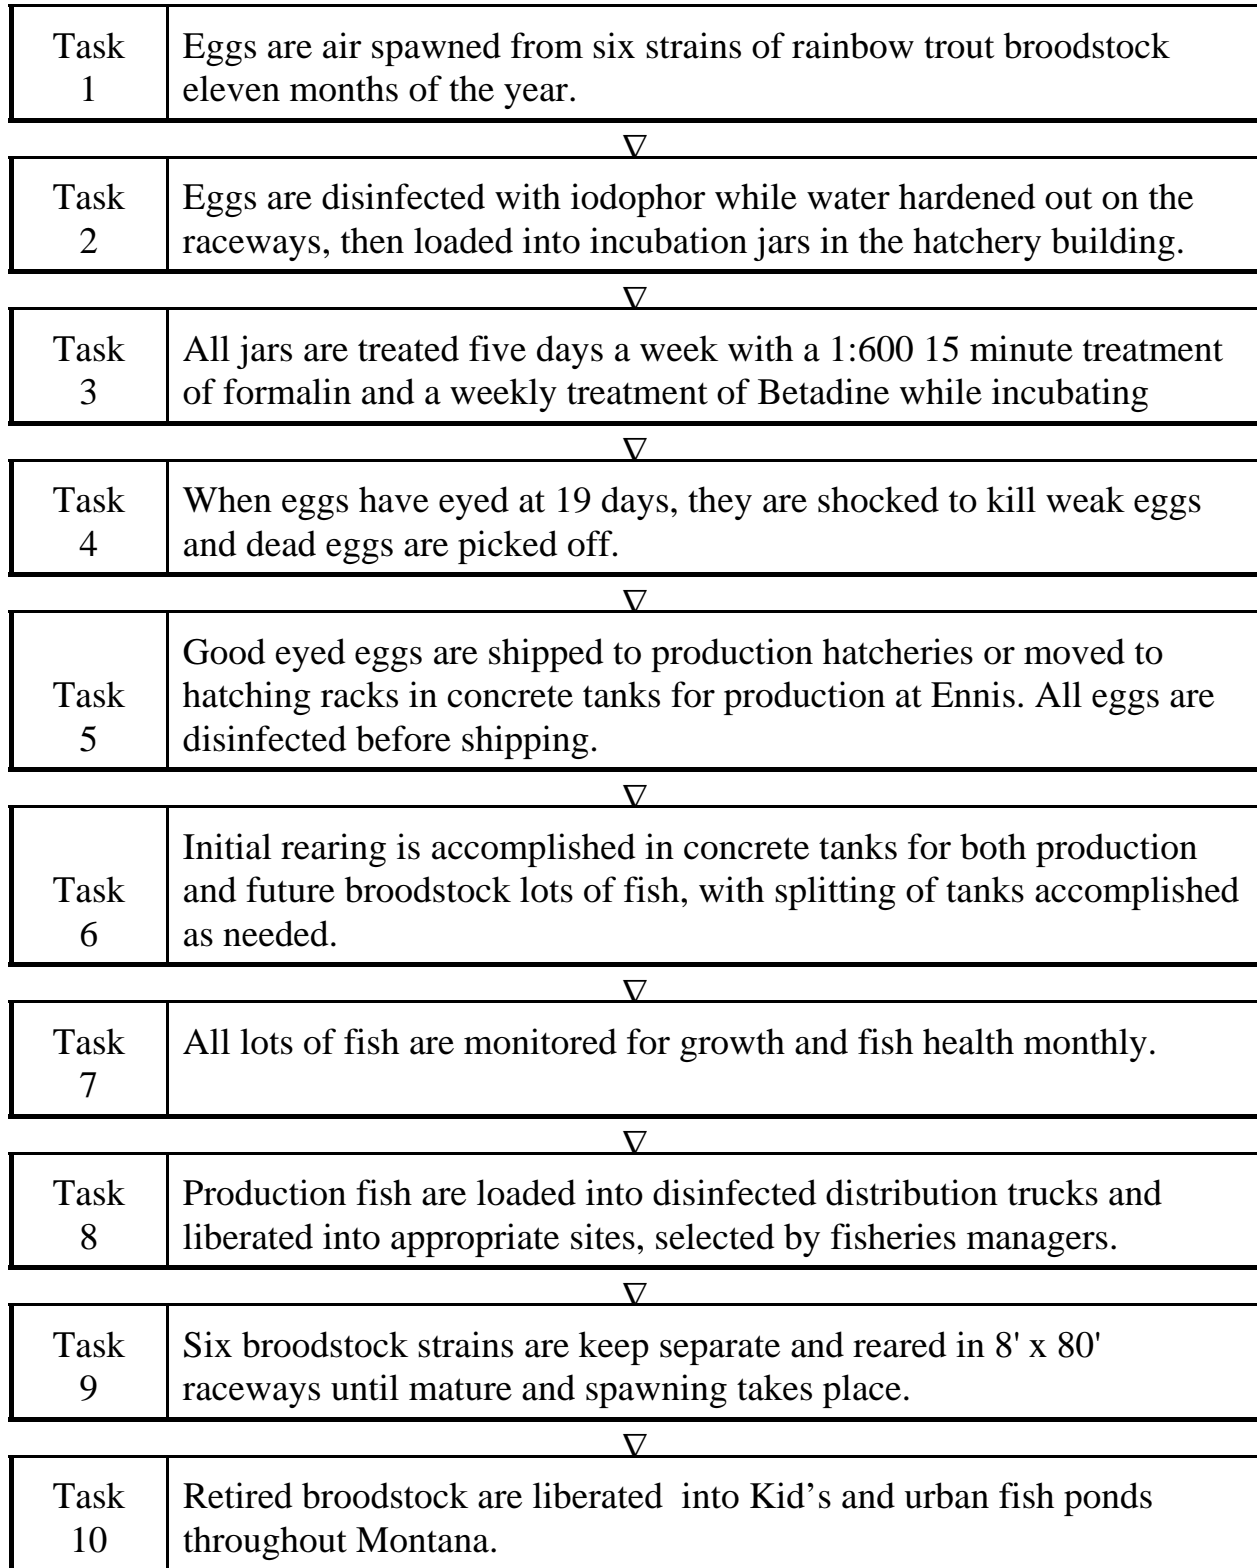 Task
1
Eggs are air spawned from six strains of rainbow trout broodstock
eleven months of the year.
∇
Task
2
Eggs are disinfected with iodophor while water hardened out on the
raceways, then loaded into incubation jars in the hatchery building.
∇
Task
3
All jars are treated five days a week with a 1:600 15 minute treatment
of formalin and a weekly treatment of Betadine while incubating
∇
Task
4
When eggs have eyed at 19 days, they are shocked to kill weak eggs
and dead eggs are picked off.
∇
Task
5
Good eyed eggs are shipped to production hatcheries or moved to
hatching racks in concrete tanks for production at Ennis. All eggs are
disinfected before shipping.
∇
Task
6
Initial rearing is accomplished in concrete tanks for both production
and future broodstock lots of fish, with splitting of tanks accomplished
as needed.
∇
Task
7
All lots of fish are monitored for growth and fish health monthly.
∇
Task
8
Production fish are loaded into disinfected distribution trucks and
liberated into appropriate sites, selected by fisheries managers.
∇
Task
9
Six broodstock strains are keep separate and reared in 8' x 80'
raceways until mature and spawning takes place.
∇
Task
10
Retired broodstock are liberated  into Kid’s and urban fish ponds
throughout Montana.